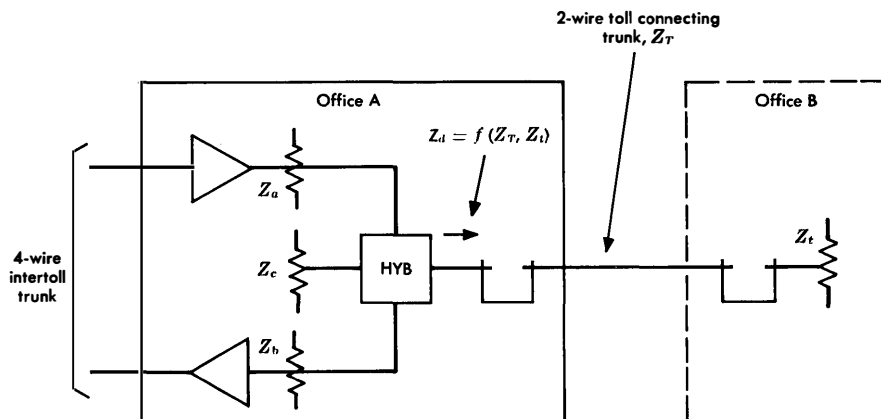 2-wire toll connecting
trunk, Z_T
Office A
Office B
Z_d = f (Z_T, Z_t)
Z_a
Z_t
4-wire
intertoll
trunk
Z_c
HYB
Z_b